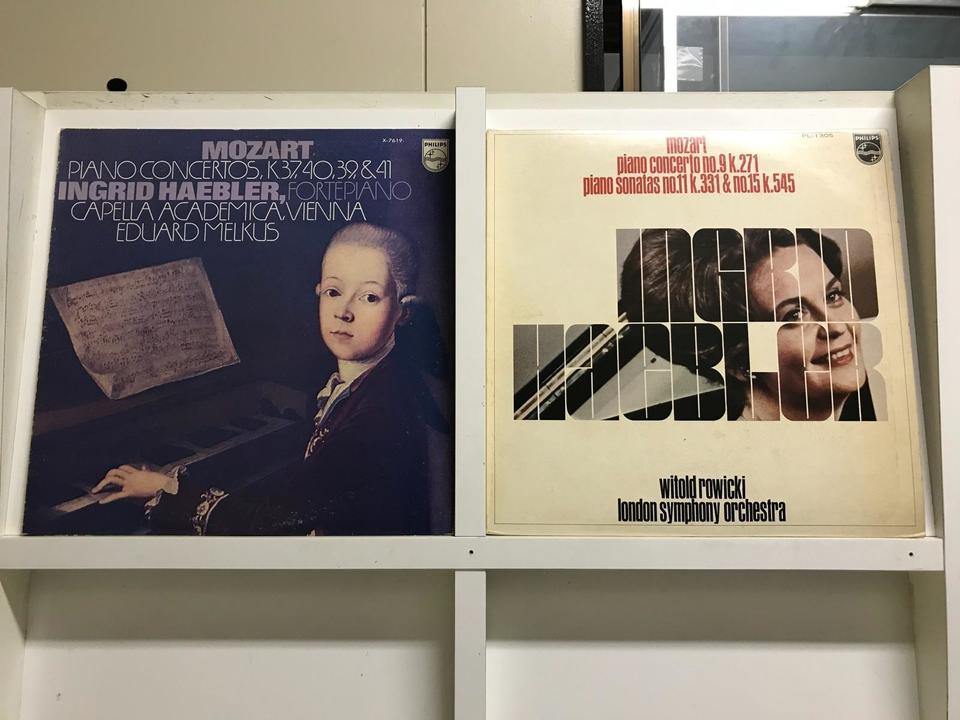 X-7619
PHILIPS
MOZART
PIANO CONCERTOS, K37, 40, 39, & 41
INGRID HAEBLER, FORTEPIANO
CAPELLA ACADEMICA, VIENNA
EDUARD MELKUS
PL-1305
PHILIPS
mozart
piano concerto no.9 k.271
piano sonatas no.11 k.331 & no.15 k.545
INGRID
HAEBLER
witold rowicki
london symphony orchestra